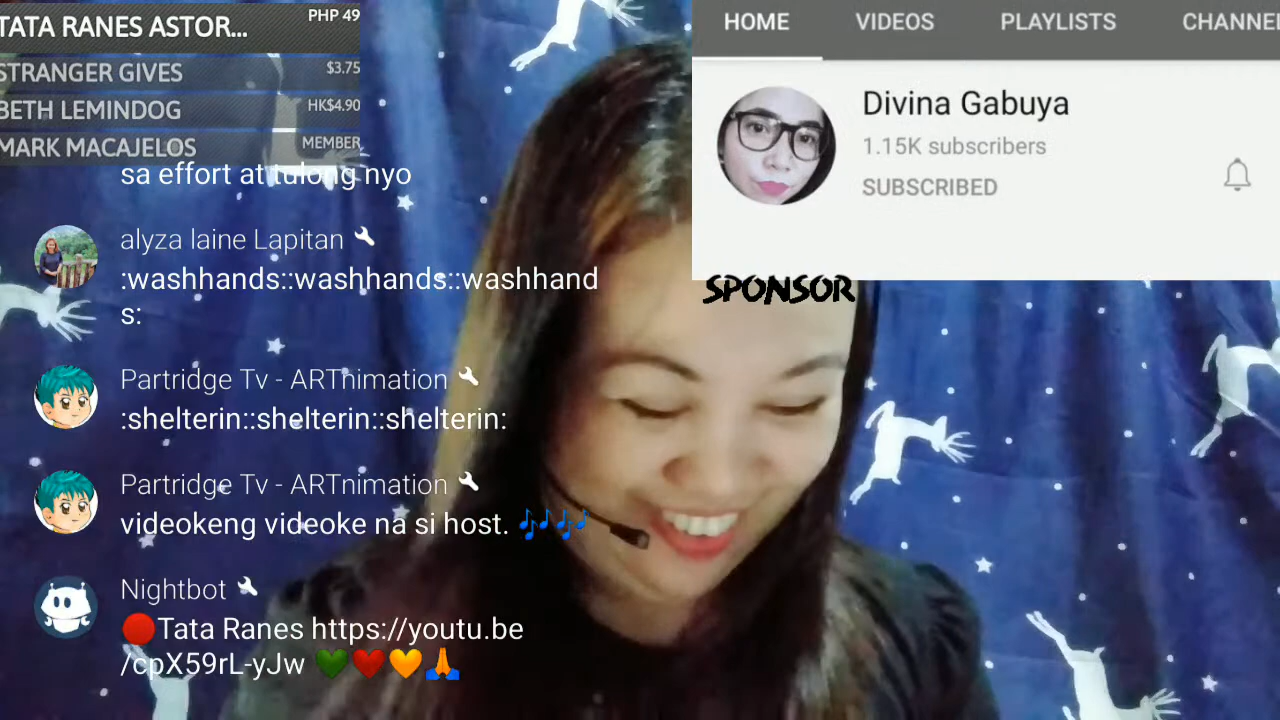 TATA RANES ASTOR... PHP 49
STRANGER GIVES $3.75
BETH LEMINDOG HK$4.90
MARK MACAJELOS MEMBER
sa effort at tulong nyo
alyza laine Lapitan
:washhands::washhands::washhand
s:
Partridge Tv - ARTnimation
:shelterin::shelterin::shelterin:
Partridge Tv - ARTnimation
videokeng videoke na si host. 🎶🎶
Nightbot
🔴Tata Ranes https://youtu.be
/cpX59rL-yJw 💚❤️🧡🙏
HOME VIDEOS PLAYLISTS CHANNE
Divina Gabuya
1.15K subscribers
SUBSCRIBED
SPONSOR